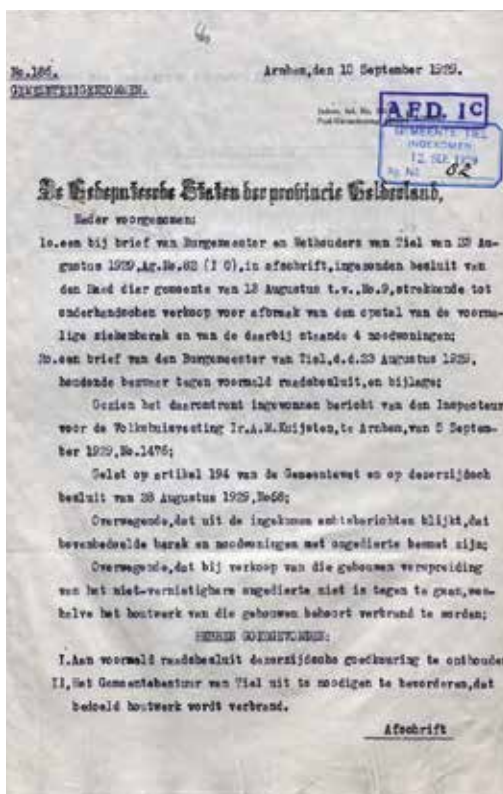 No.186.
Arnhem,den 10 September 1929.
GEMEENTEEIGENDOMMEN.
AFD. 1C
GEMEENTE TIEL
INGEKOMEN
12 SEP. 1929
Ag. No. 62
De Gedeputeerde Staten der provincie Gelderland,
Nader voorgenomen:
1o.een bij brief van Burgemeester en Wethouders van Tiel van 23 Au-
gustus 1929,Ag.No.62 (I C),in afschrift,ingezonden besluit van
den Raad dier gemeente van 13 Augustus t.v.,No.9,strekkende tot
onderhandschen verkoop voor afbraak van den opstal van de voorma-
lige ziekenbarak en van de daarbij staande 4 noodwoningen;
2o.een brief van den Burgemeester van Tiel,d.d.23 Augustus 1929,
houdende bezwaar tegen voormeld raadsbesluit,en bijlage;
Gezien het daaromtrent ingewonnen bericht van den Inspecteur
voor de Volkshuisvesting Ir.A.M.Kuijsten,te Arnhem,van 5 Septem-
ber 1929,No.1476;
Gelet op artikel 194 van de Gemeentewet en op dezerzijdsch
besluit van 28 Augustus 1929,No58;
Overwegende,dat uit de ingekomen ambtsberichten blijkt,dat
bovenbedoelde barak en noodwoningen met ongedierte besmet zijn;
Overwegende,dat bij verkoop van die gebouwen verspreiding
van het niet-vernietigbare ongedierte niet is tegen te gaan,wes-
halve het houtwerk van die gebouwen behoort verbrand te worden;
HEBBEN GOEDGEVONDEN:
I.Aan voormeld raadsbesluit dezerzijdsche goedkeuring te onthouden
II.Het Gemeentebestuur van Tiel uit te noodigen te bevorderen,dat
bedoeld houtwerk wordt verbrand.
Afschrift